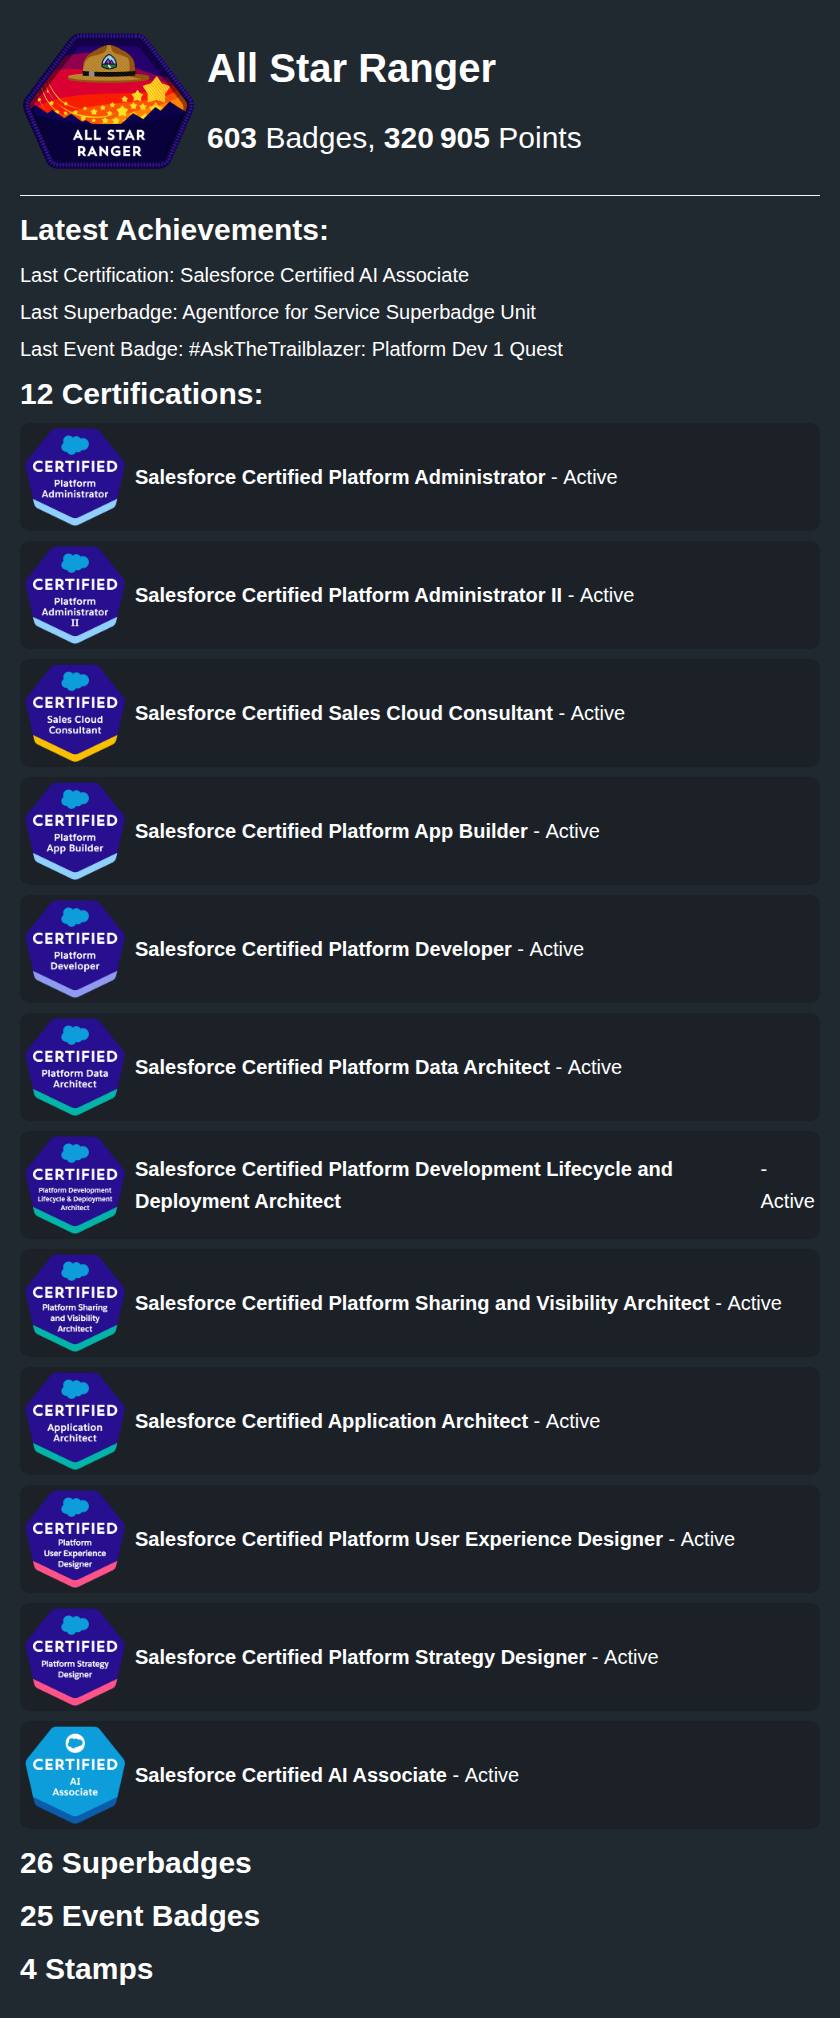 ALL STAR
RANGER
All Star Ranger
603 Badges, 320 905 Points
Latest Achievements:
Last Certification: Salesforce Certified AI Associate
Last Superbadge: Agentforce for Service Superbadge Unit
Last Event Badge: #AskTheTrailblazer: Platform Dev 1 Quest
12 Certifications:
CERTIFIED
Platform
Administrator
Salesforce Certified Platform Administrator - Active
CERTIFIED
Platform
Administrator
II
Salesforce Certified Platform Administrator II - Active
CERTIFIED
Sales Cloud
Consultant
Salesforce Certified Sales Cloud Consultant - Active
CERTIFIED
Platform
App Builder
Salesforce Certified Platform App Builder - Active
CERTIFIED
Platform
Developer
Salesforce Certified Platform Developer - Active
CERTIFIED
Platform Data
Architect
Salesforce Certified Platform Data Architect - Active
CERTIFIED
Platform Development
Lifecycle & Deployment
Architect
Salesforce Certified Platform Development Lifecycle and -
Deployment Architect Active
CERTIFIED
Platform Sharing
and Visibility
Architect
Salesforce Certified Platform Sharing and Visibility Architect - Active
CERTIFIED
Application
Architect
Salesforce Certified Application Architect - Active
CERTIFIED
Platform
User Experience
Designer
Salesforce Certified Platform User Experience Designer - Active
CERTIFIED
Platform Strategy
Designer
Salesforce Certified Platform Strategy Designer - Active
CERTIFIED
AI
Associate
Salesforce Certified AI Associate - Active
26 Superbadges
25 Event Badges
4 Stamps